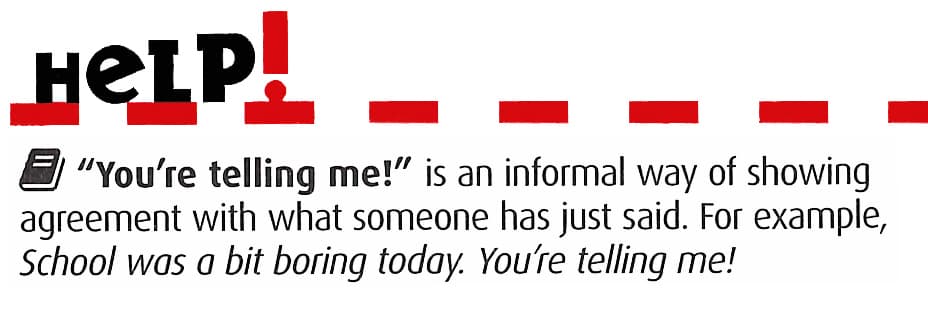 HeLP!
“You’re telling me!” is an informal way of showing
agreement with what someone has just said. For example,
School was a bit boring today. You’re telling me!